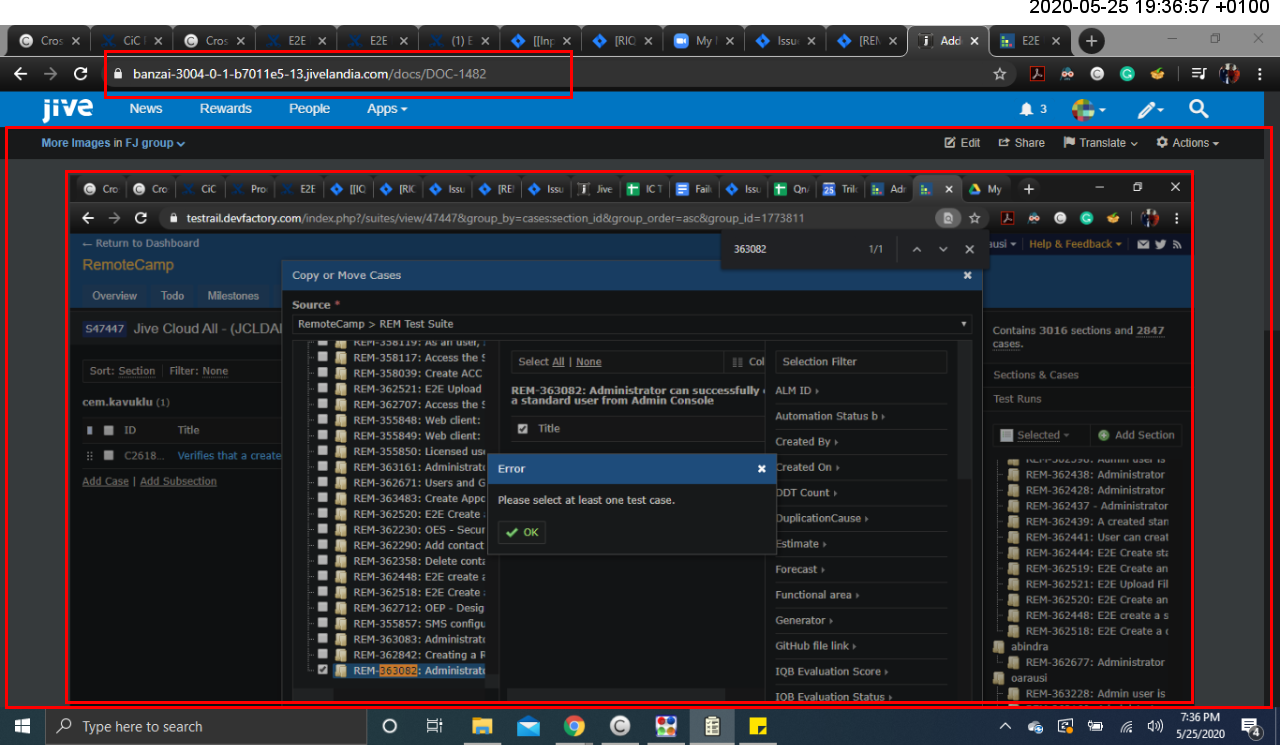 2020-05-25 19:36:57 +0100
Cros CiC Cros E2E E2E (1) E [[Inp [RIC My Issu [REN Add E2E
banzai-3004-0-1-b7011e5-13.jivelandia.com/docs/DOC-1482
jive News Rewards People Apps 3
More Images in FJ group Edit Share Translate Actions
Cro Cro CiC Pro E2E [[IQ [RIC Issu [REI Issu Jive IC T Fail Issu Qn/ Trilo Adr My
testrail.devfactory.com/index.php?/suites/view/47447&group_by=cases:section_id&group_order=asc&group_id=1773811
← Return to Dashboard
363082 1/1
ausi Help & Feedback
RemoteCamp
Copy or Move Cases
Overview Todo Milestones
Source *
RemoteCamp > REM Test Suite
S47447 Jive Cloud All - (JCLDAI
Contains 3016 sections and 2847
cases.
REM-358119: As an user,
REM-358117: Access the S
REM-358039: Create ACC
REM-362521: E2E Upload
REM-362707: Access the S
REM-355848: Web client:
REM-355849: Web client:
REM-355850: Licensed use
REM-363161: Administrato
REM-362671: Users and G
REM-363483: Create Appo
REM-362520: E2E Create
REM-362230: OES - Secur
REM-362290: Add contact
REM-362358: Delete conta
REM-362448: E2E create a
REM-362518: E2E Create
REM-362712: OEP - Desig
REM-355857: SMS configu
REM-363083: Administrato
REM-362842: Creating a R
REM-363082: Administrato
Select All | None Col
REM-363082: Administrator can successfully
a standard user from Admin Console
Title
Selection Filter
ALM ID
Automation Status b
Created By
Created On
DDT Count
DuplicationCause
Estimate
Forecast
Functional area
Generator
GitHub file link
IQB Evaluation Score
IQB Evaluation Status
Error
Please select at least one test case.
OK
Sort: Section Filter: None
cem.kavuklu (1)
ID Title
C2618... Verifies that a create
Add Case | Add Subsection
Sections & Cases
Test Runs
Selected Add Section
REM-362390: Admin user is
REM-362438: Administrator
REM-362428: Administrator
REM-362437 - Administrator
REM-362439: A created stan
REM-362441: User can creat
REM-362444: E2E Create sta
REM-362519: E2E Create an
REM-362521: E2E Upload Fil
REM-362520: E2E Create an
REM-362448: E2E create a s
REM-362518: E2E Create a c
abindra
REM-362677: Administrator
oarausi
REM-363228: Admin user is
Type here to search
7:36 PM
5/25/2020
4